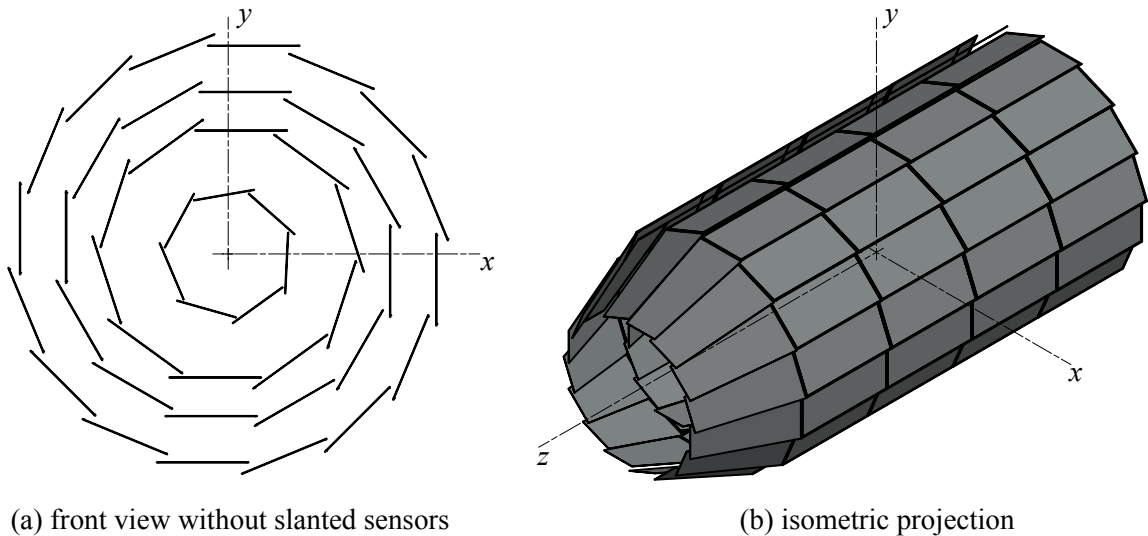 y
x
(a) front view without slanted sensors
y
x
z
(b) isometric projection